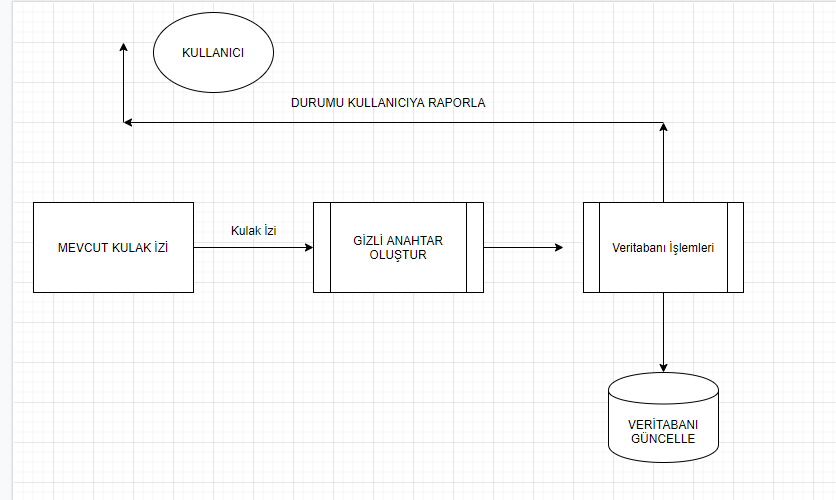 KULLANICI
DURUMU KULLANICIYA RAPORLA
MEVCUT KULAK İZİ
Kulak İzi
GİZLİ ANAHTAR
OLUŞTUR
Veritabanı İşlemleri
VERİTABANI
GÜNCELLE